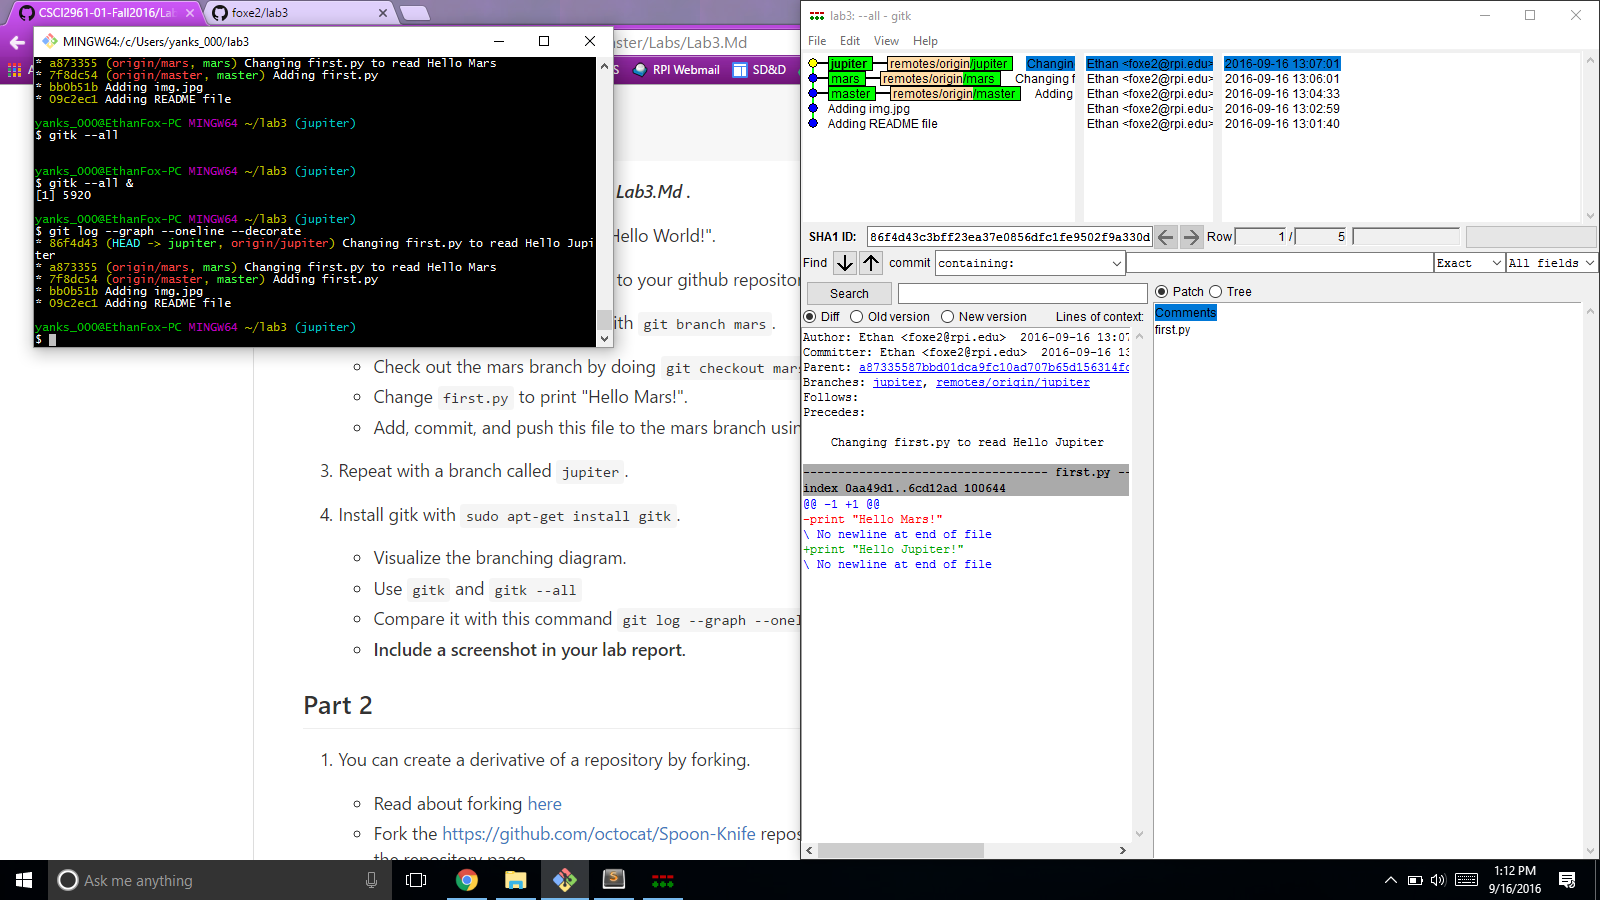 CSCI2961-01-Fall2016/Lab
foxe2/lab3
MINGW64:/c/Users/yanks_000/lab3
* a873355 (origin/mars, mars) Changing first.py to read Hello Mars
* 7f8dc54 (origin/master, master) Adding first.py
* bb0b51b Adding img.jpg
* 09c2ec1 Adding README file
yanks_000@EthanFox-PC MINGW64 ~/lab3 (jupiter)
$ gitk --all
yanks_000@EthanFox-PC MINGW64 ~/lab3 (jupiter)
$ gitk --all &
[1] 5920
yanks_000@EthanFox-PC MINGW64 ~/lab3 (jupiter)
$ git log --graph --oneline --decorate
* 86f4d43 (HEAD -> jupiter, origin/jupiter) Changing first.py to read Hello Jupi
ter
* a873355 (origin/mars, mars) Changing first.py to read Hello Mars
* 7f8dc54 (origin/master, master) Adding first.py
* bb0b51b Adding img.jpg
* 09c2ec1 Adding README file
yanks_000@EthanFox-PC MINGW64 ~/lab3 (jupiter)
$
ster/Labs/Lab3.Md
RPI Webmail
SD&D
Lab3.Md .
Hello World!".
to your github repositor
ith git branch mars .
Check out the mars branch by doing git checkout mars
Change first.py to print "Hello Mars!".
Add, commit, and push this file to the mars branch usin
3. Repeat with a branch called jupiter .
4. Install gitk with sudo apt-get install gitk .
Visualize the branching diagram.
Use gitk and gitk --all
Compare it with this command git log --graph --onel
Include a screenshot in your lab report.
Part 2
1. You can create a derivative of a repository by forking.
Read about forking here
Fork the https://github.com/octocat/Spoon-Knife repos
the repository page
lab3: --all - gitk
File Edit View Help
jupiter remotes/origin/jupiter Changin
mars remotes/origin/mars Changing f
master remotes/origin/master Adding
Adding img.jpg
Adding README file
Ethan <foxe2@rpi.edu> 2016-09-16 13:07:01
Ethan <foxe2@rpi.edu> 2016-09-16 13:06:01
Ethan <foxe2@rpi.edu> 2016-09-16 13:04:33
Ethan <foxe2@rpi.edu> 2016-09-16 13:02:59
Ethan <foxe2@rpi.edu> 2016-09-16 13:01:40
SHA1 ID: 86f4d43c3bff23ea37e0856dfc1fe9502f9a330d Row 1 / 5
Find commit containing: Exact All fields
Search
Diff Old version New version Lines of context:
Patch Tree
Comments
first.py
Author: Ethan <foxe2@rpi.edu> 2016-09-16 13:07
Committer: Ethan <foxe2@rpi.edu> 2016-09-16 13
Parent: a87335587bbd01dca9fc10ad707b65d156314fc
Branches: jupiter, remotes/origin/jupiter
Follows:
Precedes:
Changing first.py to read Hello Jupiter
----------------------------------- first.py --
index 0aa49d1..6cd12ad 100644
@@ -1 +1 @@
-print "Hello Mars!"
\ No newline at end of file
+print "Hello Jupiter!"
\ No newline at end of file
Ask me anything
1:12 PM
9/16/2016